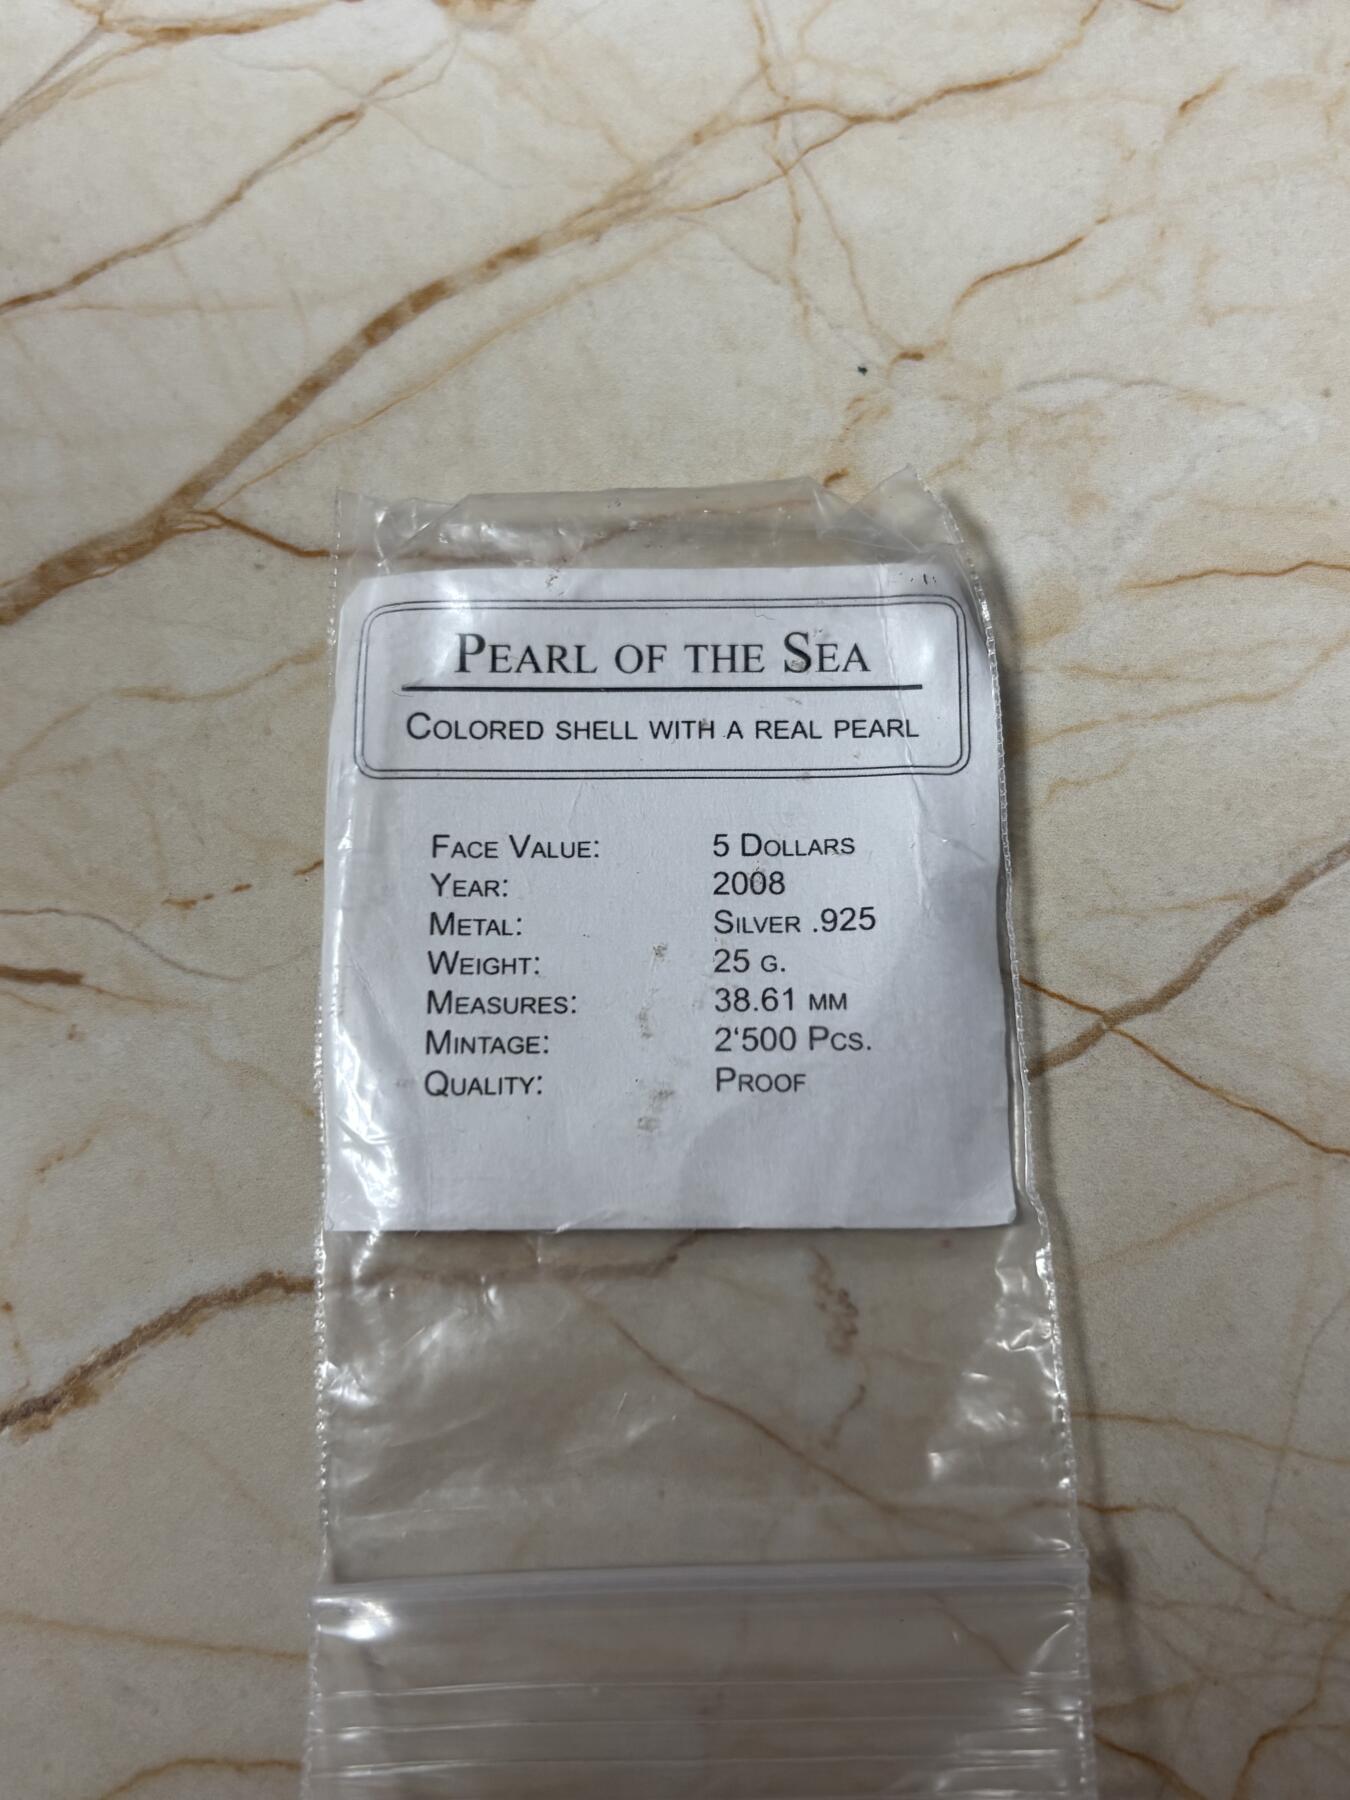 Pearl of the Sea
Colored shell with a real pearl
Face Value: 5 Dollars
Year: 2008
Metal: Silver .925
Weight: 25 g.
Measures: 38.61 mm
Mintage: 2‘500 Pcs.
Quality: Proof